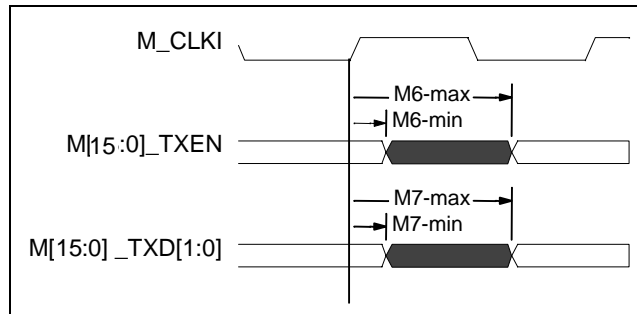 M_CLKI
M6-max
M6-min
M[15:0]_TXEN
M7-max
M7-min
M[15:0] _TXD[1:0]